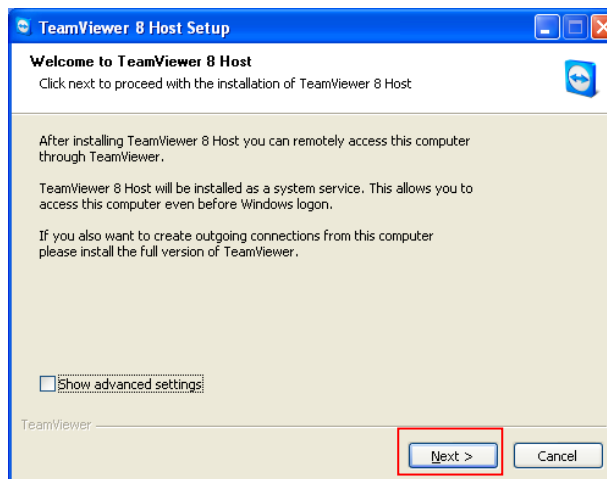 TeamViewer 8 Host Setup
Welcome to TeamViewer 8 Host
Click next to proceed with the installation of TeamViewer 8 Host
After installing TeamViewer 8 Host you can remotely access this computer
through TeamViewer.
TeamViewer 8 Host will be installed as a system service. This allows you to
access this computer even before Windows logon.
If you also want to create outgoing connections from this computer
please install the full version of TeamViewer.
Show advanced settings
TeamViewer
Next > Cancel